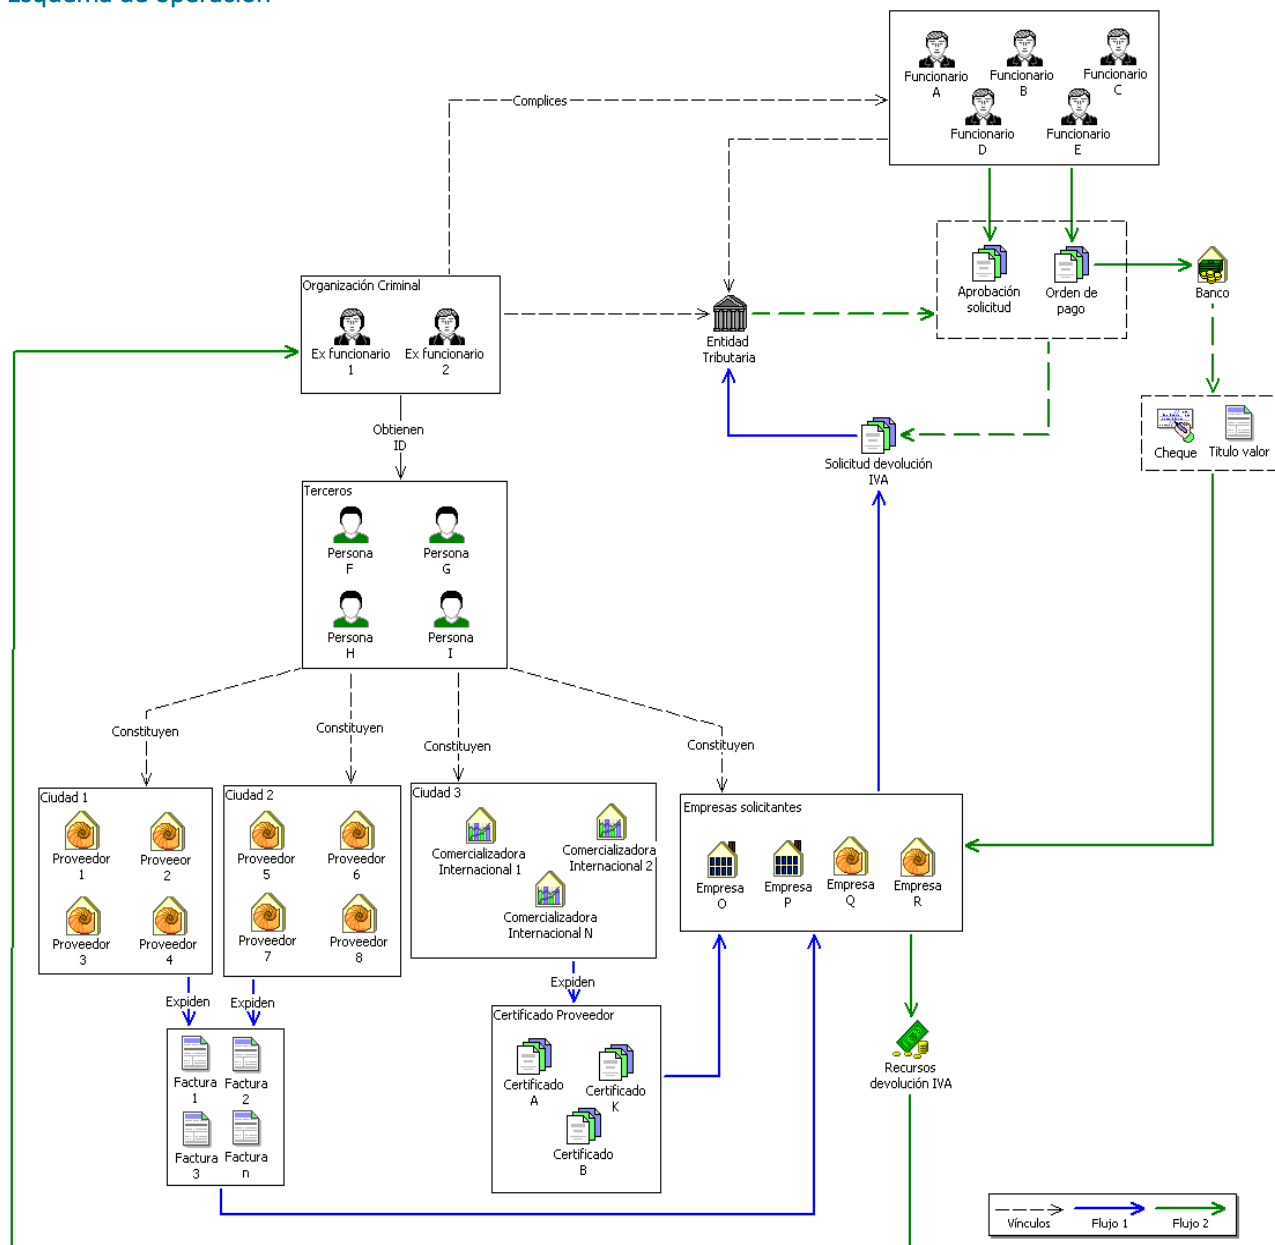 Esquema de operación
Funcionario
A
Funcionario
B
Funcionario
C
Funcionario
D
Funcionario
E
Complices
Organización Criminal
Ex funcionario
1
Ex funcionario
2
Entidad
Tributaria
Aprobación
solicitud
Orden de
pago
Banco
Cheque
Titulo valor
Solicitud devolución
IVA
Obtienen
ID
Terceros
Persona
F
Persona
G
Persona
H
Persona
I
Constituyen
Constituyen
Constituyen
Constituyen
Ciudad 1
Proveedor
1
Proveeor
2
Proveedor
3
Proveedor
4
Ciudad 2
Proveedor
5
Proveedor
6
Proveedor
7
Proveedor
8
Ciudad 3
Comercializadora
Internacional 1
Comercializadora
Internacional 2
Comercializadora
Internacional N
Empresas solicitantes
Empresa
O
Empresa
P
Empresa
Q
Empresa
R
Expiden
Expiden
Expiden
Factura
1
Factura
2
Factura
3
Factura
n
Certificado Proveedor
Certificado
A
Certificado
K
Certificado
B
Recursos
devolución IVA
Vínculos
Flujo 1
Flujo 2